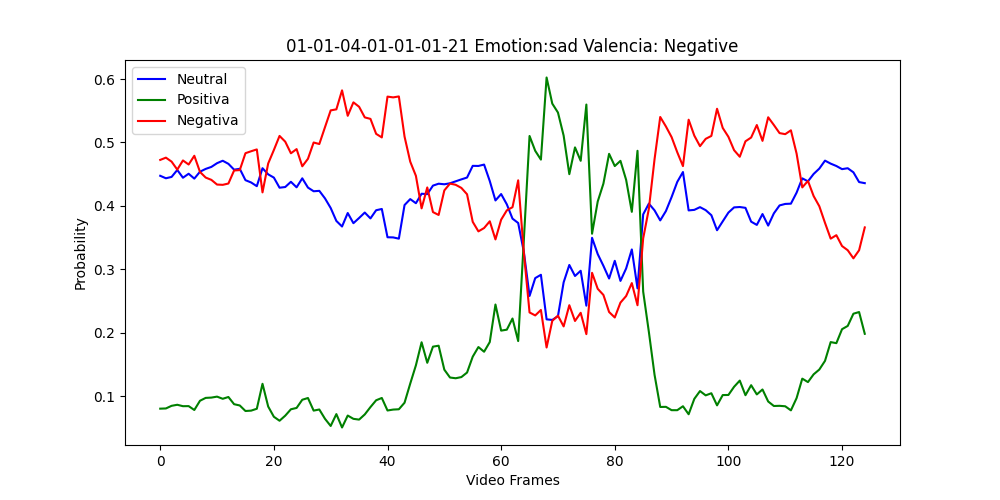 01-01-04-01-01-01-21 Emotion:sad Valencia: Negative
Neutral
Positiva
Negativa
0.6
0.5
0.4
0.3
0.2
0.1
Probability
0 20 40 60 80 100 120
Video Frames